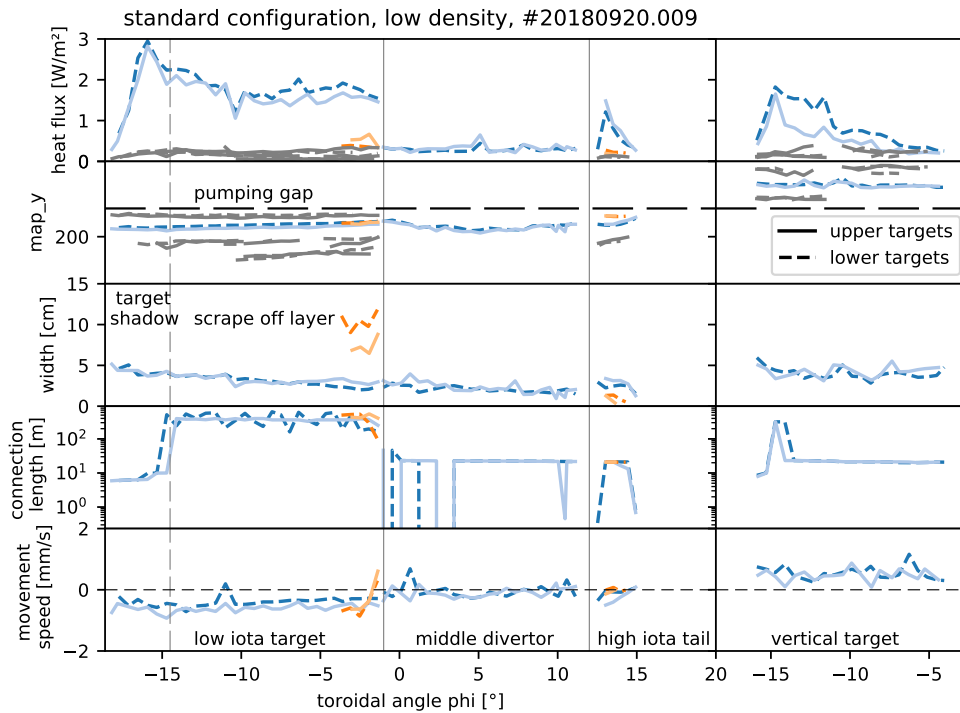 standard configuration, low density, #20180920.009
heat flux [W/m²]
3
2
1
0
map_y
200
pumping gap
upper targets
lower targets
width [cm]
15
10
5
0
target
shadow
scrape off layer
connection
length [m]
10²
10¹
10⁰
movement
speed [mm/s]
2
0
−2
low iota target
middle divertor
high iota tail
vertical target
−15
−10
−5
0
5
10
15
20
−15
−10
−5
toroidal angle phi [°]